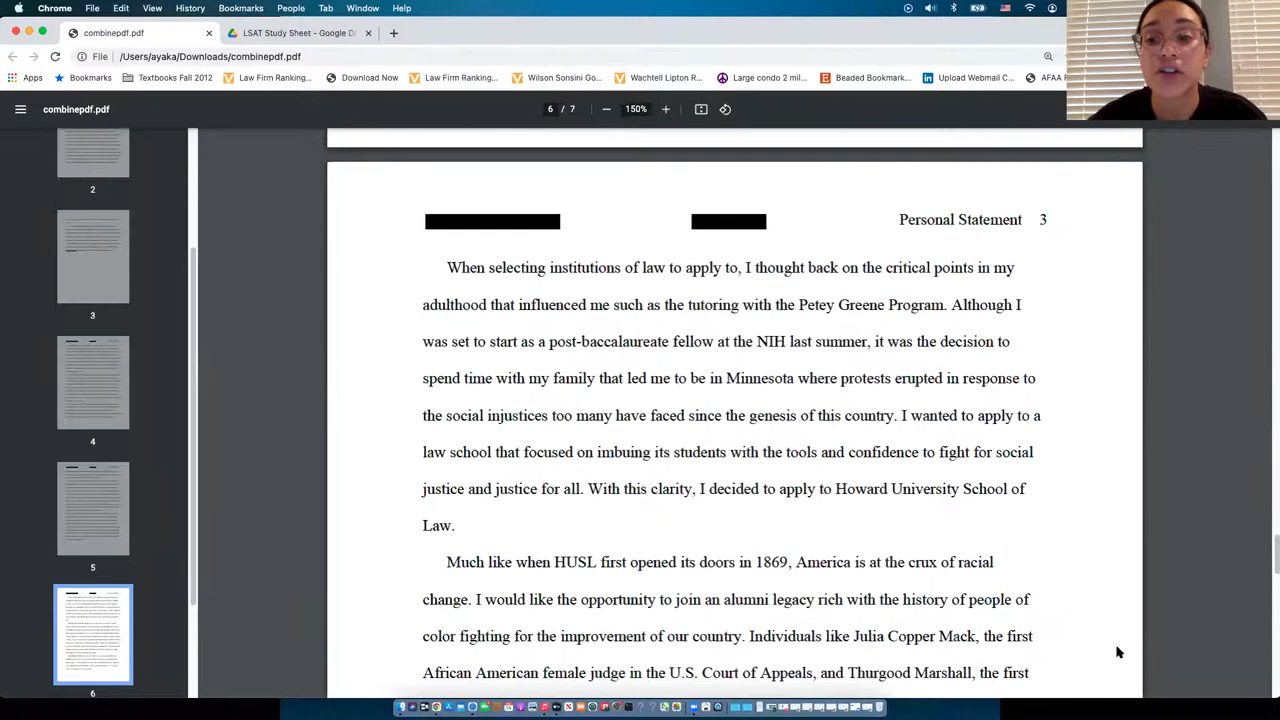 Chrome File Edit View History Bookmarks People Tab Window Help
combinepdf.pdf
LSAT Study Sheet - Google Dr
File /Users/ayaka/Downloads/combinepdf.pdf
Apps Bookmarks Textbooks Fall 2012 Law Firm Ranking... Download Now Law Firm Ranking... Wilson Sonsini Go... Wachtell Lipton R... Large condo 2 mil... Beaded Bookmark... Upload Webmail C... AFAA
combinepdf.pdf 6 / 7 150%
2
3
4
5
6
Personal Statement 3
When selecting institutions of law to apply to, I thought back on the critical points in my
adulthood that influenced me such as the tutoring with the Petey Greene Program. Although I
was set to start as a post-baccalaureate fellow at the NIH last summer, it was the decision to
spend time with my family that led me to be in Minnesota where protests erupted in response to
the social injustices too many have faced since the genesis of this country. I wanted to apply to a
law school that focused on imbuing its students with the tools and confidence to fight for social
justice and justice for all. With this clarity, I decided to apply to Howard University School of
Law.
Much like when HUSL first opened its doors in 1869, America is at the crux of racial
change. I would like the opportunity to join an alumni legacy rich with the history of people of
color fighting for the improvement of our country. Individuals like Julia Copper Mack, the first
African American female judge in the U.S. Court of Appeals, and Thurgood Marshall, the first